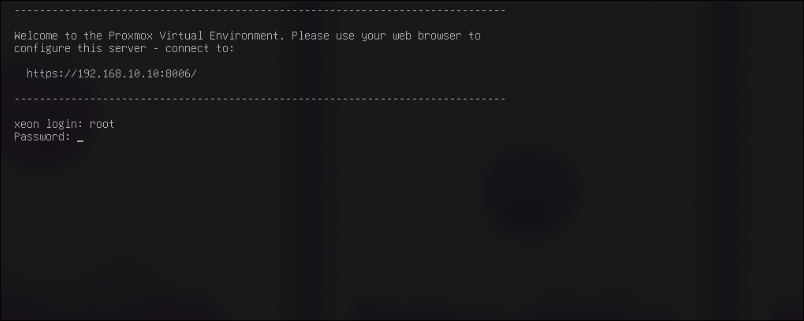 ------------------------------------------------------------------------------
Welcome to the Proxmox Virtual Environment. Please use your web browser to
configure this server - connect to:
https://192.168.10.10:8006/
------------------------------------------------------------------------------
xeon login: root
Password: _